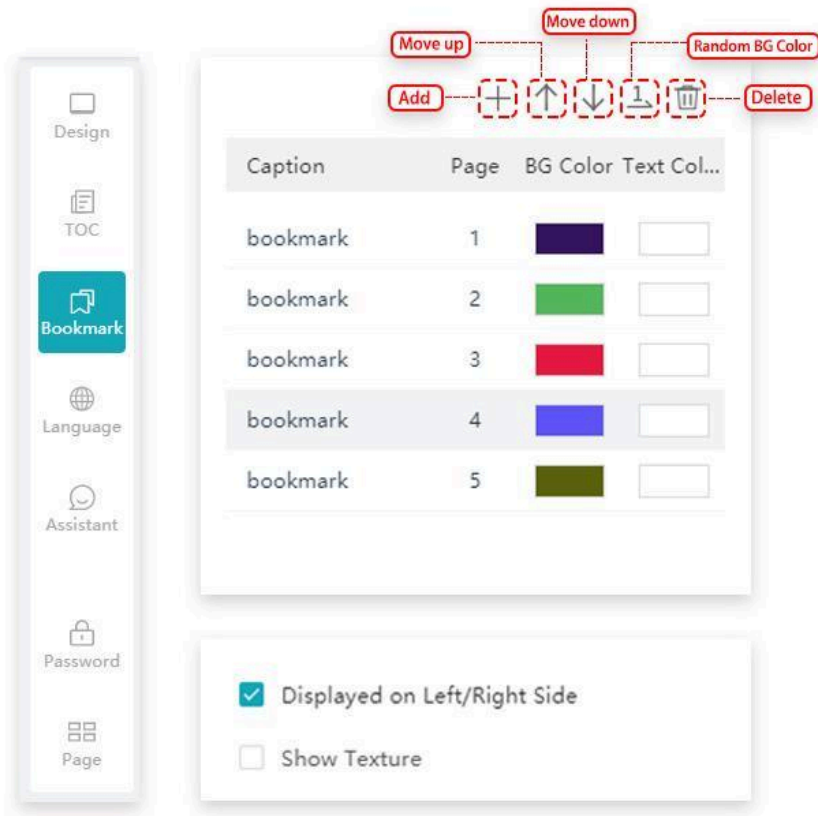 Design
TOC
Bookmark
Language
Assistant
Password
Page
Move down
Move up
Random BG Color
Add
1
Delete
Caption Page BG Color Text Col...
bookmark 1
bookmark 2
bookmark 3
bookmark 4
bookmark 5
Displayed on Left/Right Side
Show Texture